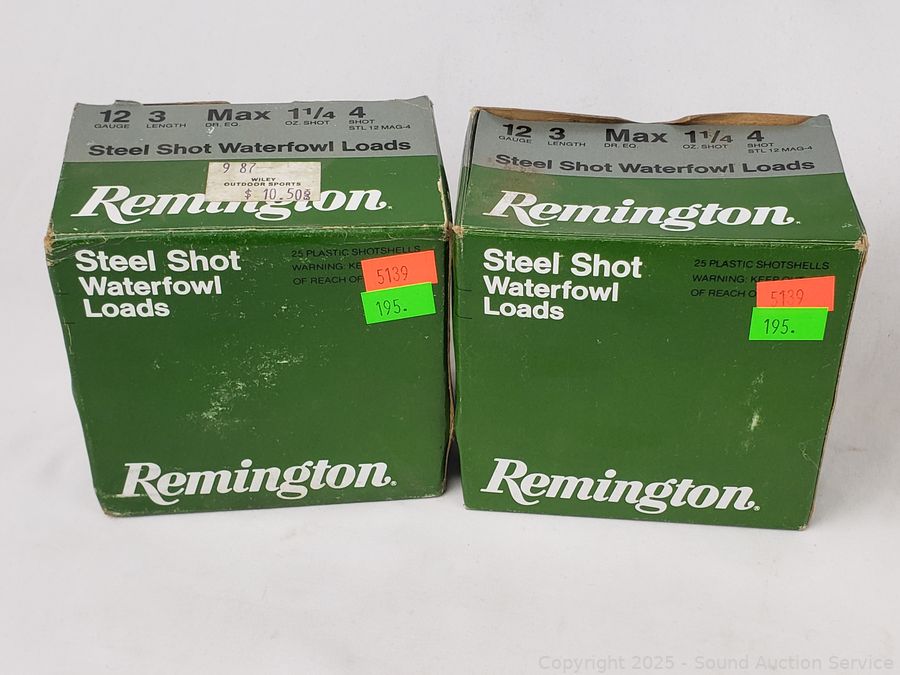 12 3 Max 1 1/4 4
GAUGE LENGTH DR. EQ. OZ. SHOT SHOT
STL 12 MAG-4
Steel Shot Waterfowl Loads
9 87
WILEY
OUTDOOR SPORTS
$ 10.50
Remington
Steel Shot
Waterfowl
Loads
25 PLASTIC SHOTSHELLS
WARNING: KE
OF REACH OF
5139
195.
Remington®
12 3 Max 1 1/4 4
GAUGE LENGTH DR. EQ. OZ. SHOT SHOT
STL 12 MAG-4
Steel Shot Waterfowl Loads
Remington
Steel Shot
Waterfowl
Loads
25 PLASTIC SHOTSHELLS
WARNING: KEEP
OF REACH
5139
195.
Remington®
Copyright 2025 - Sound Auction Service